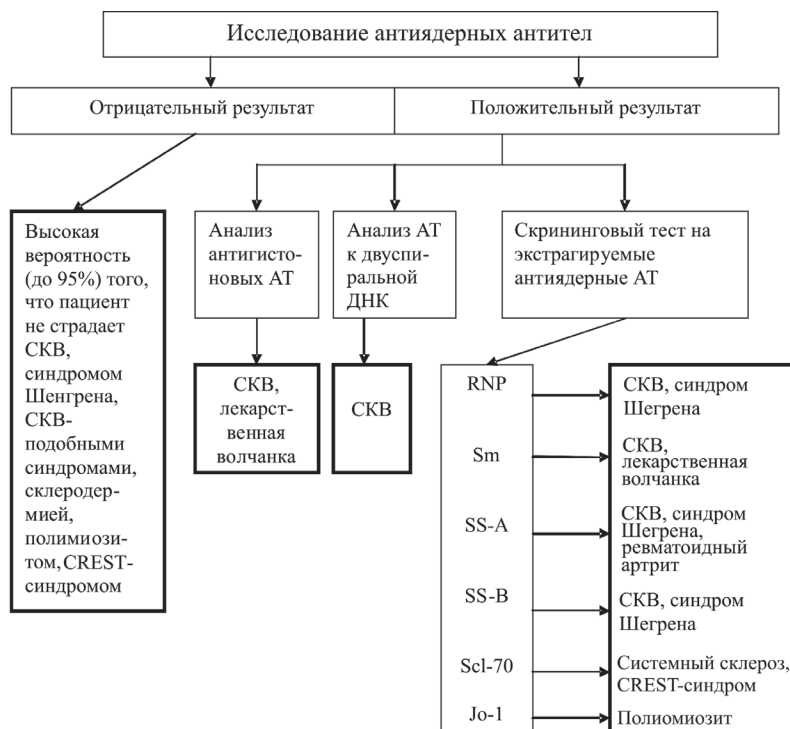 Исследование антиядерных антител
Отрицательный результат
Положительный результат
Высокая
вероятность
(до 95%) того,
что пациент
не страдает
СКВ,
синдромом
Шенгрена,
СКВ-
подобными
синдромами,
склеродер-
мией,
полимиози-
том, CREST-
синдромом
Анализ
антигисто-
новых АТ
Анализ АТ
к двуспи-
ральной
ДНК
Скрининговый тест на
экстрагируемые
антиядерные АТ
СКВ,
лекарст-
венная
волчанка
СКВ
RNP
СКВ, синдром
Шегрена
Sm
СКВ,
лекарственная
волчанка
SS-A
СКВ, синдром
Шегрена,
ревматоидный
артрит
SS-B
СКВ, синдром
Шегрена
Scl-70
Системный склероз,
CREST-синдром
Jo-1
Полиомиозит